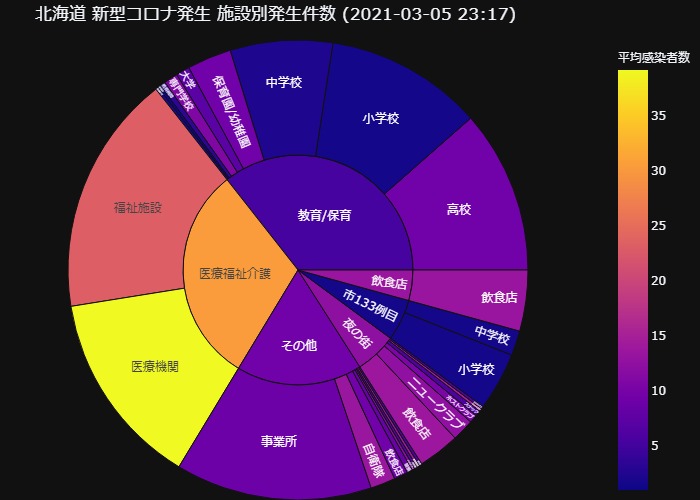 北海道 新型コロナ発生 施設別発生件数 (2021-03-05 23:17)
平均感染者数
35
30
25
20
15
10
5
教育/保育
高校
小学校
中学校
保育園/幼稚園
大学
専門学校
医療福祉介護
福祉施設
医療機関
その他
事業所
自衛隊
飲食店
夜の街
飲食店
ニュークラブ
ホストクラブ
市133例目
小学校
中学校
飲食店
飲食店